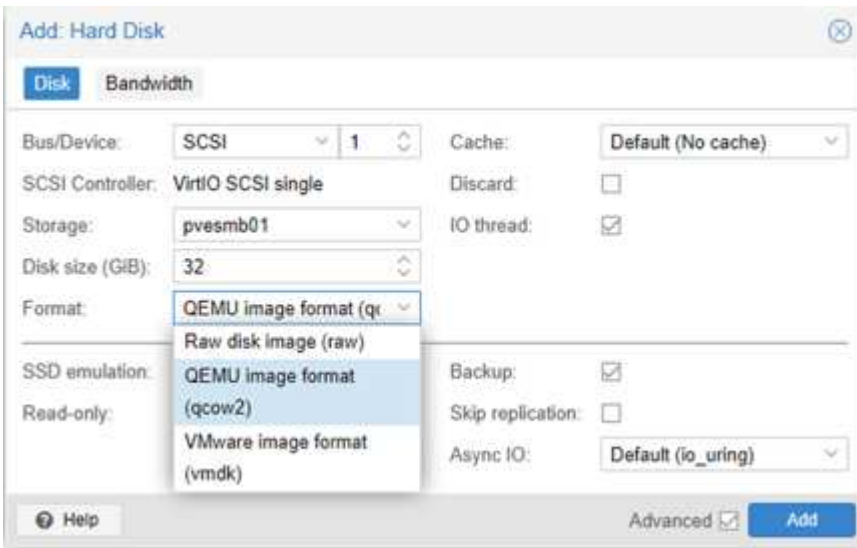 Add: Hard Disk
Disk Bandwidth
Bus/Device: SCSI 1 Cache: Default (No cache)
SCSI Controller: VirtIO SCSI single Discard:
Storage: pvesmb01 IO thread:
Disk size (GiB): 32
Format: QEMU image format (qc
Raw disk image (raw)
SSD emulation: QEMU image format Backup:
(qcow2)
Read-only: Skip replication:
VMware image format
(vmdk)
Async IO: Default (io_uring)
Help Advanced Add